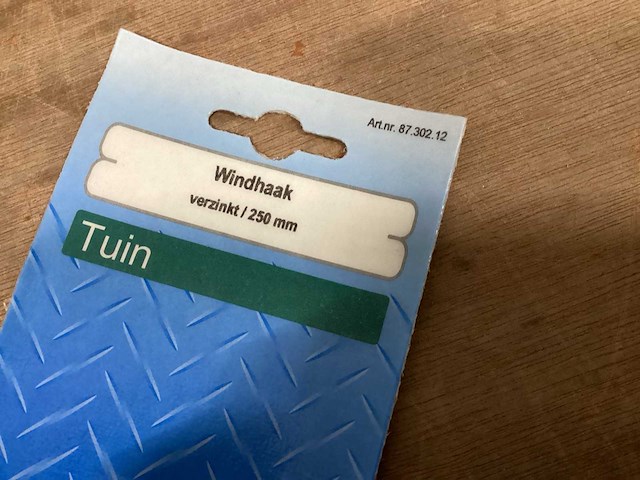 Art.nr. 87.302.12
Windhaak
verzinkt / 250 mm
Tuin